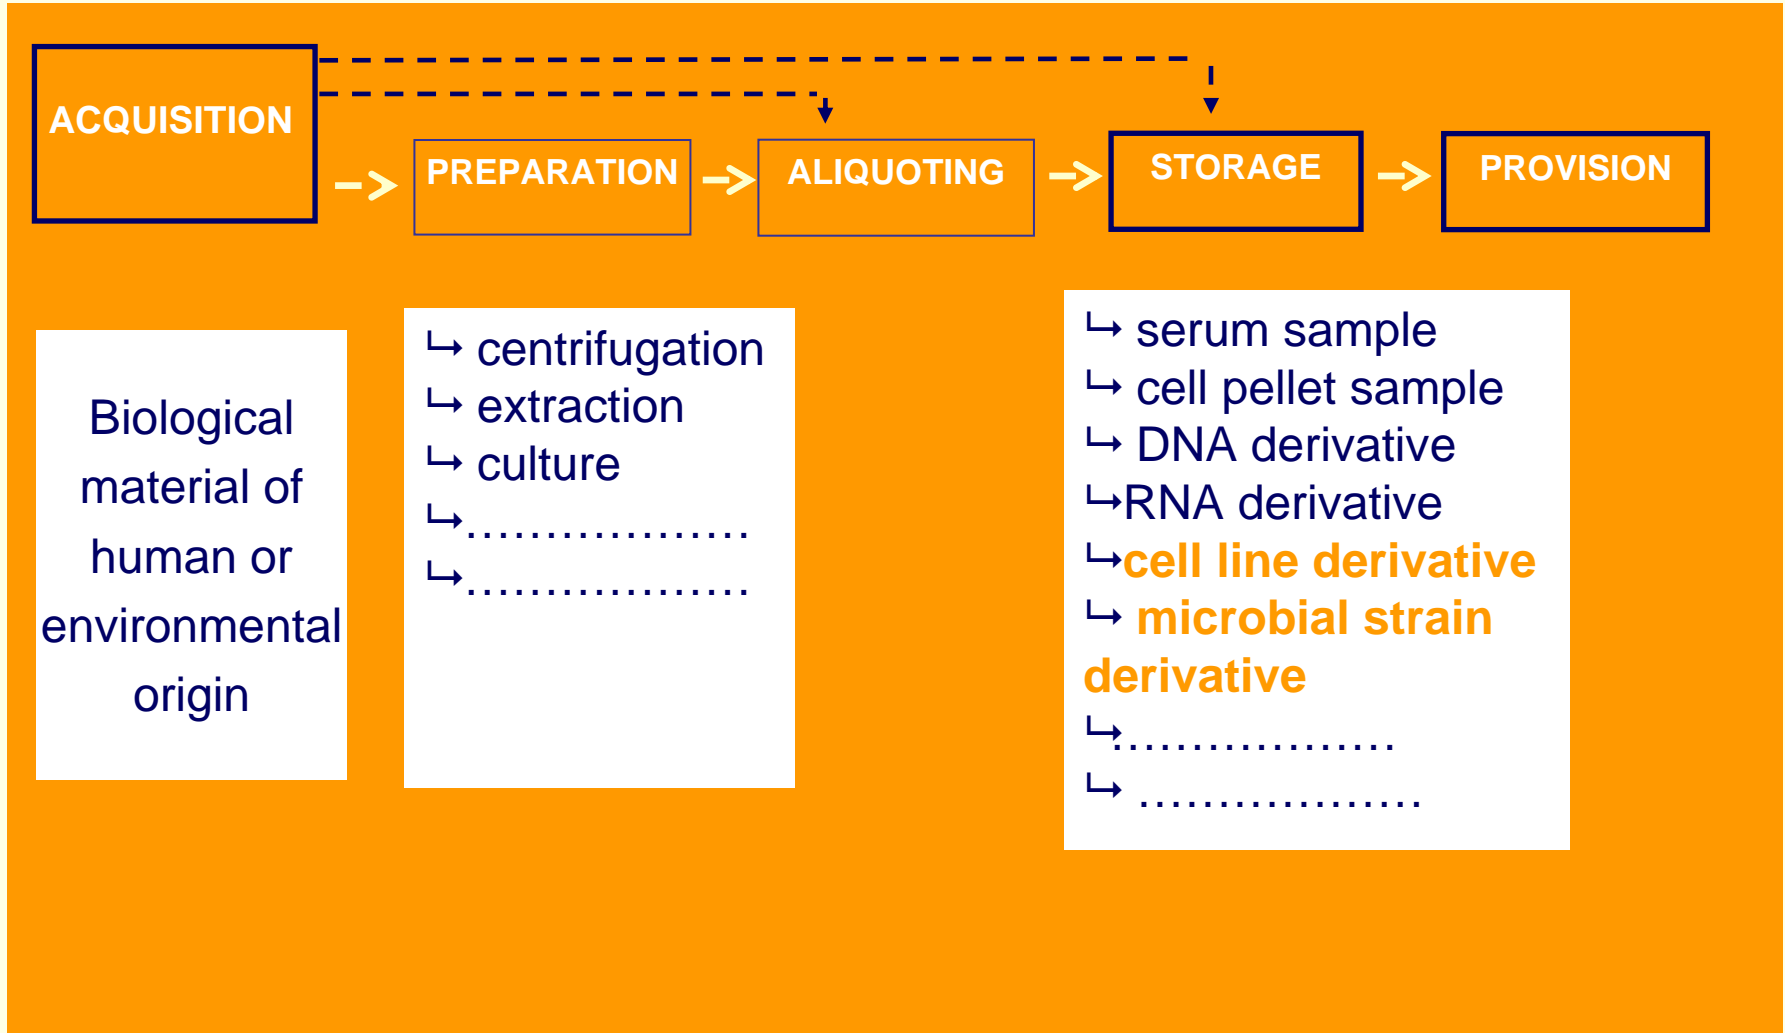 ACQUISITION
PREPARATION
ALIQUOTING
STORAGE
PROVISION
Biological
material of
human or
environmental
origin
↳ centrifugation
↳ extraction
↳ culture
↳………………
↳………………
↳ serum sample
↳ cell pellet sample
↳ DNA derivative
↳RNA derivative
↳cell line derivative
↳ microbial strain
derivative
↳………………
↳ ………………